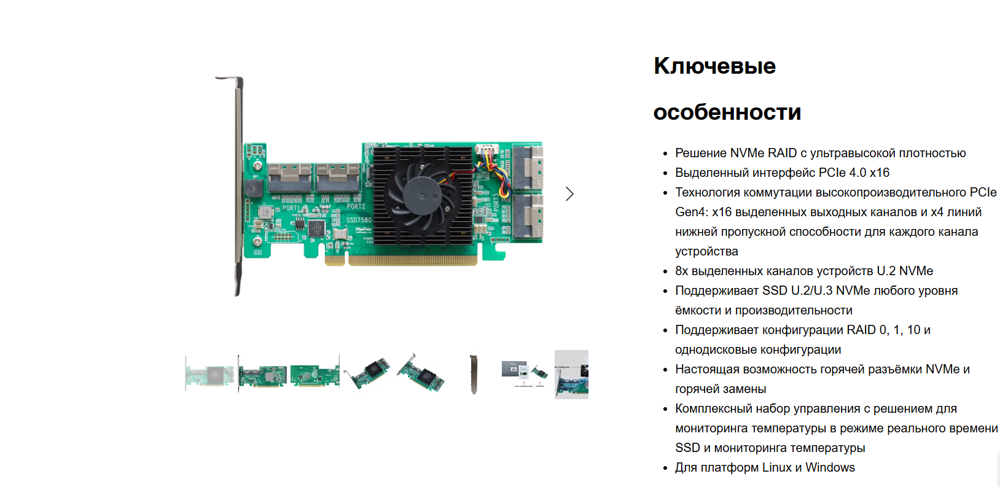 Ключевые
особенности
Решение NVMe RAID с ультравысокой плотностью
Выделенный интерфейс PCIe 4.0 x16
Технология коммутации высокопроизводительного PCIe
Gen4: x16 выделенных выходных каналов и x4 линий
нижней пропускной способности для каждого канала
устройства
8x выделенных каналов устройств U.2 NVMe
Поддерживает SSD U.2/U.3 NVMe любого уровня
ёмкости и производительности
Поддерживает конфигурации RAID 0, 1, 10 и
однодисковые конфигурации
Настоящая возможность горячей разъёмки NVMe и
горячей замены
Комплексный набор управления с решением для
мониторинга температуры в режиме реального времени
SSD и мониторинга температуры
Для платформ Linux и Windows
PORT1
PORT2
SSD7580
PORT3